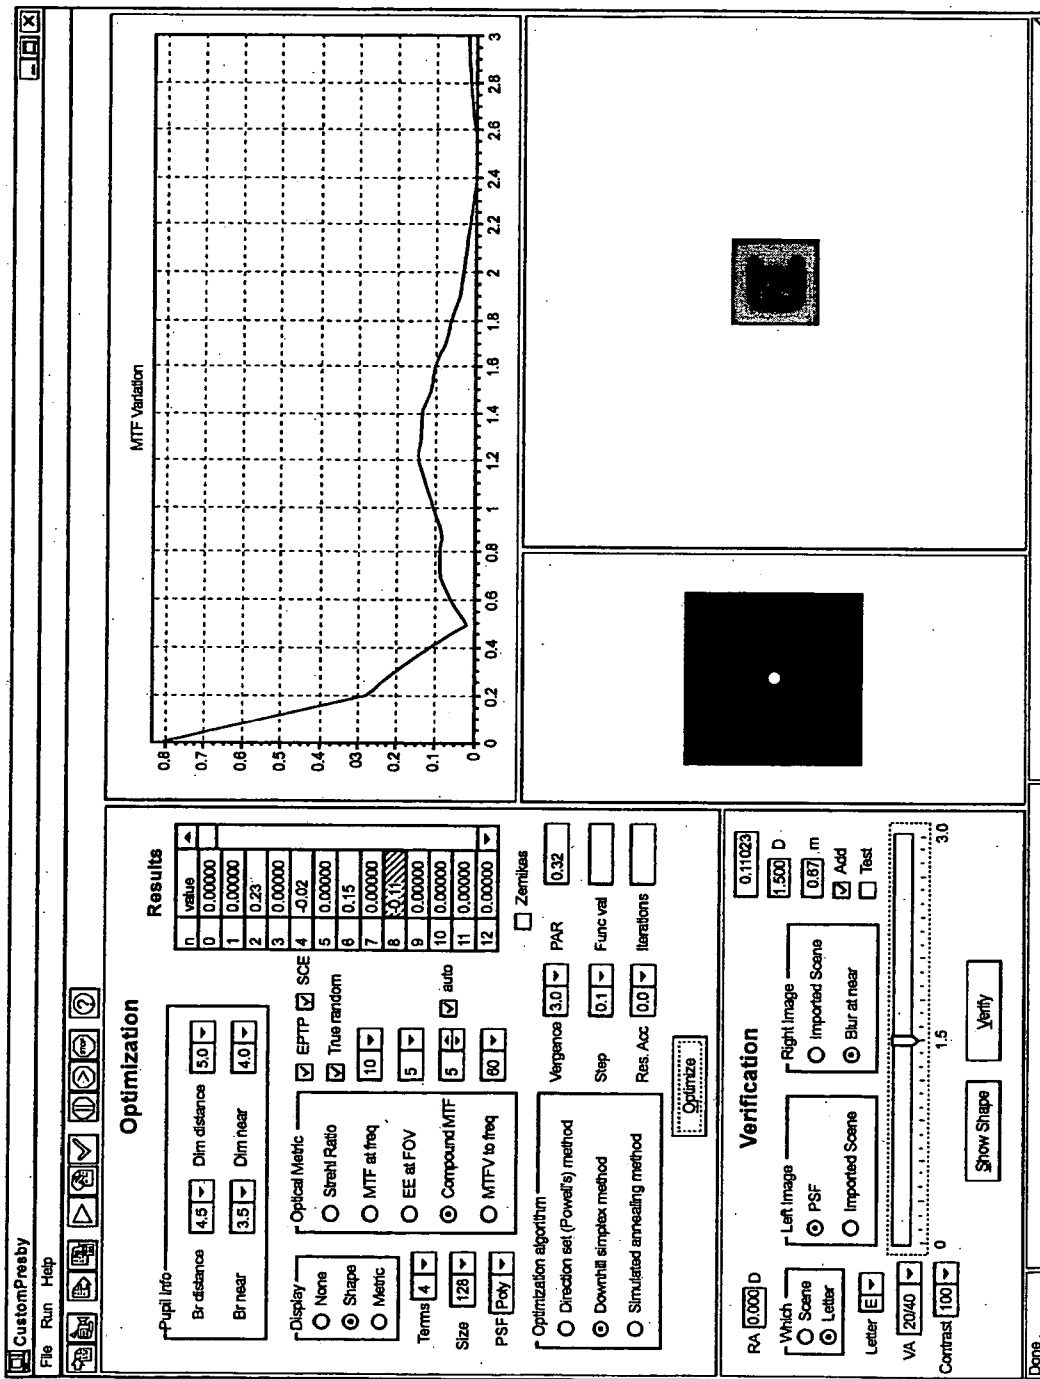 CustomPresby
File Run Help
Optimization
Pupil info
Br distance 4.5 Dim distance 5.0
Br near 3.5 Dim near 4.0
Display
None
Shape
Metric
Terms 4
Size 128
PSF Poly
Optical Metric
Strehl Ratio
MTF at freq
EE at FOV
Compound MTF
MTFV to freq
EPTP SCE
True random
10
5
5 auto
60
Results
n value
0 0.00000
1 0.00000
2 0.23
3 0.00000
4 -0.02
5 0.00000
6 0.15
7 0.00000
8 -0.11
9 0.00000
10 0.00000
11 0.00000
12 0.00000
Zernikes
Optimization algorithm
Direction set (Powell's) method
Downhill simplex method
Simulated annealing method
Vergence 3.0 PAR 0.32
Step 0.1 Func val
Res. Acc 0.0 Iterations
Optimize
MTF Variation
0.8
0.7
0.6
0.5
0.4
03
0.2
0.1
0
0 0.2 0.4 0.6 0.8 1 1.2 1.4 1.6 1.8 2 2.2 2.4 2.6 2.8 3
Verification
RA 0.000 D
Which
Scene
Letter
Letter E
VA 20/40
Contrast 100
Left Image
PSF
Imported Scene
Right Image
Imported Scene
Blur at near
0.11023
1.500 D
0.67 m
Add
Test
0 1.5 3.0
Show Shape Verify
E
Done